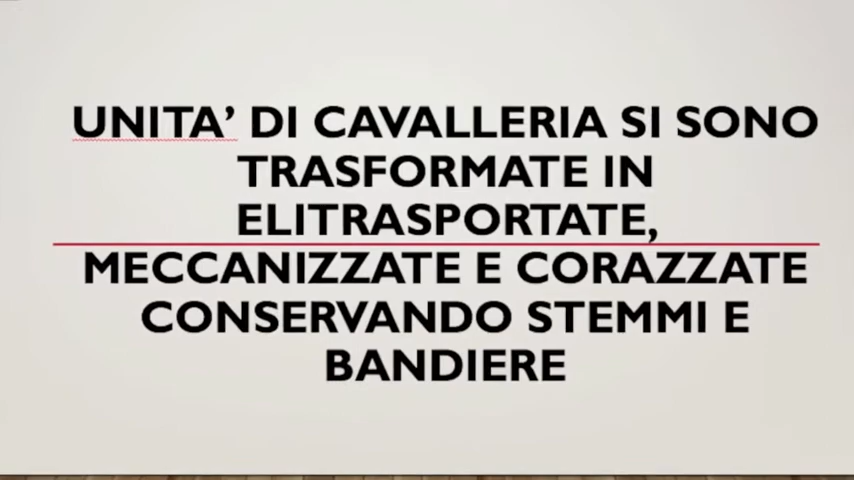 UNITA’ DI CAVALLERIA SI SONO
TRASFORMATE IN
ELITRASPORTATE,
MECCANIZZATE E CORAZZATE
CONSERVANDO STEMMI E
BANDIERE